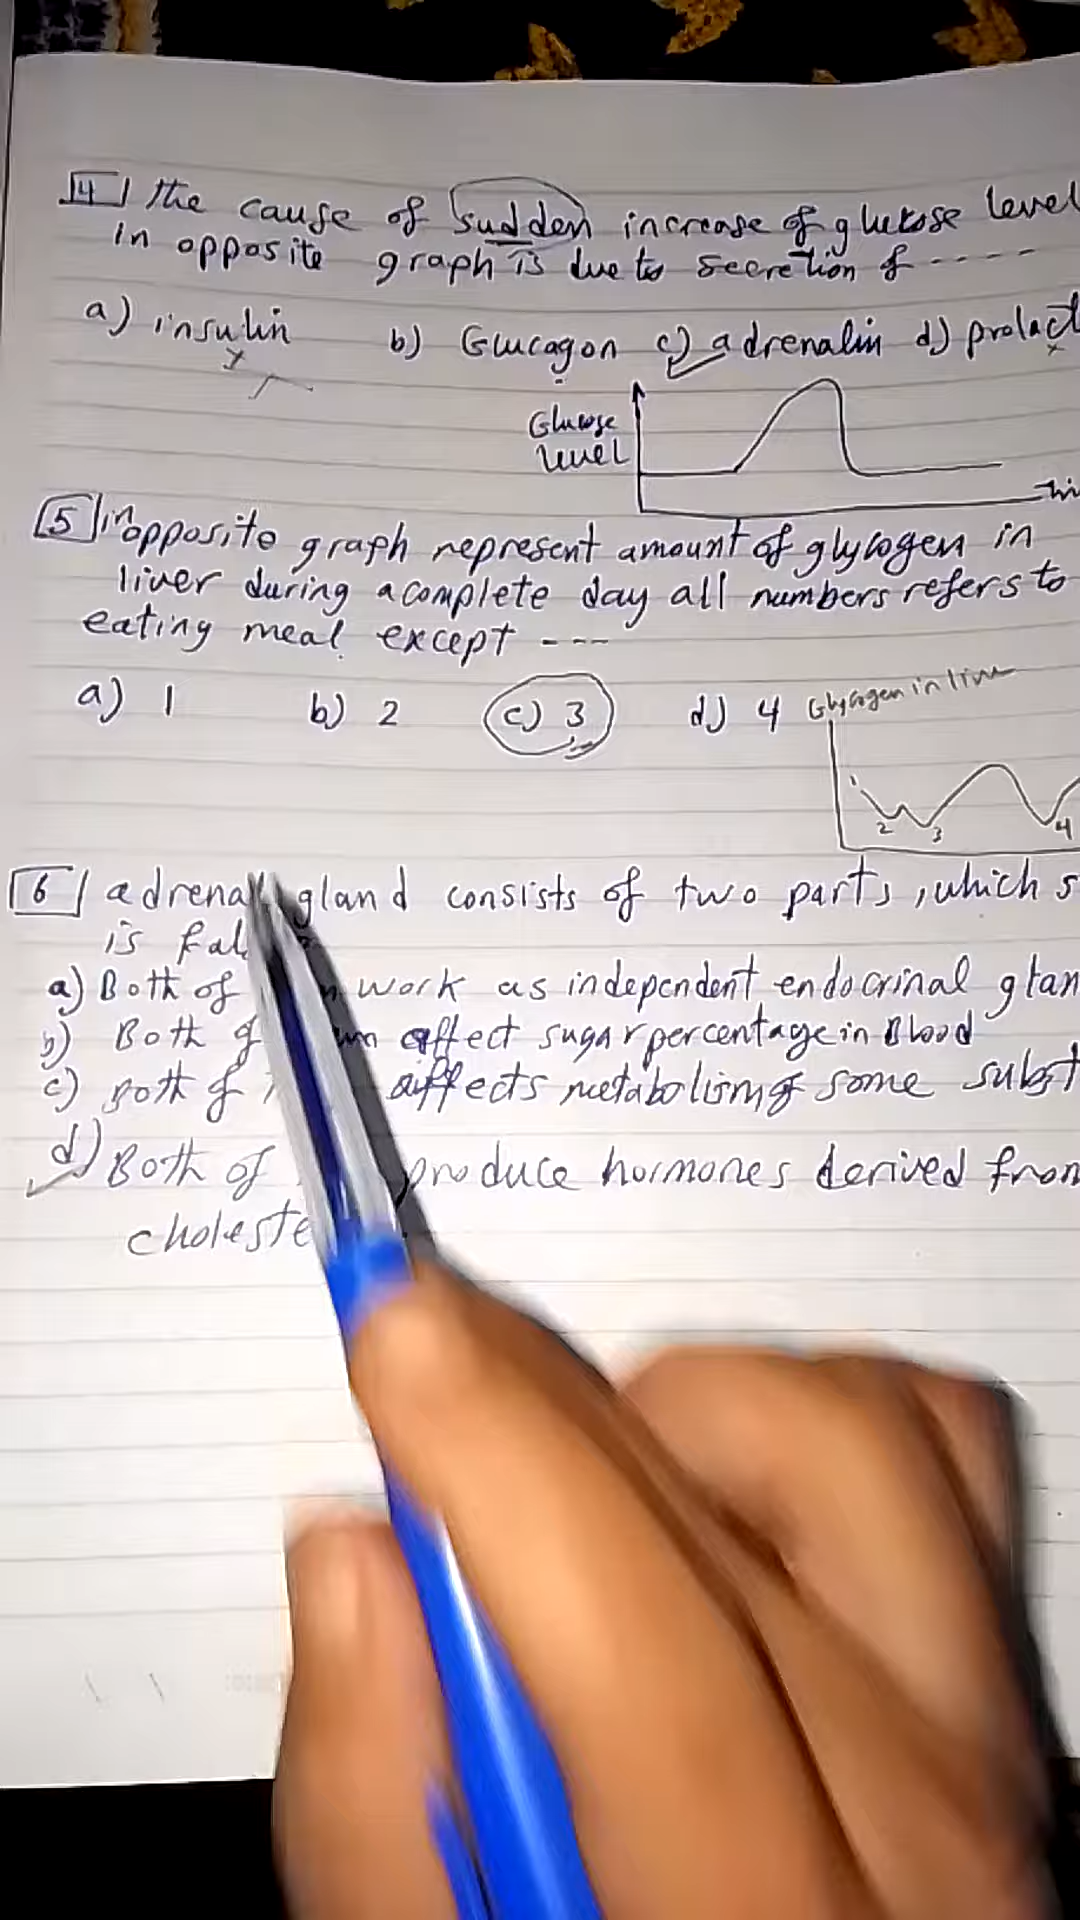 4 the cause of sudden increase of glucose level
in opposite graph is due to secretion of ----
a) insulin b) Glucagon c) adrenalin d) prolact
Glucose
level
5 in opposite graph represent amount of glycogen in
liver during a complete day all numbers refers to
eating meal except ---
a) 1 b) 2 c) 3 d) 4
Glycogen in live
2 3 4
6 adrenal gland consists of two parts, which s
is fal
a) Both of work as independent endocrinal glan
b) Both of affect sugar percentage in Blood
c) Both of affects metabolism of some subst
d) Both of produce hormones derived from
choleste